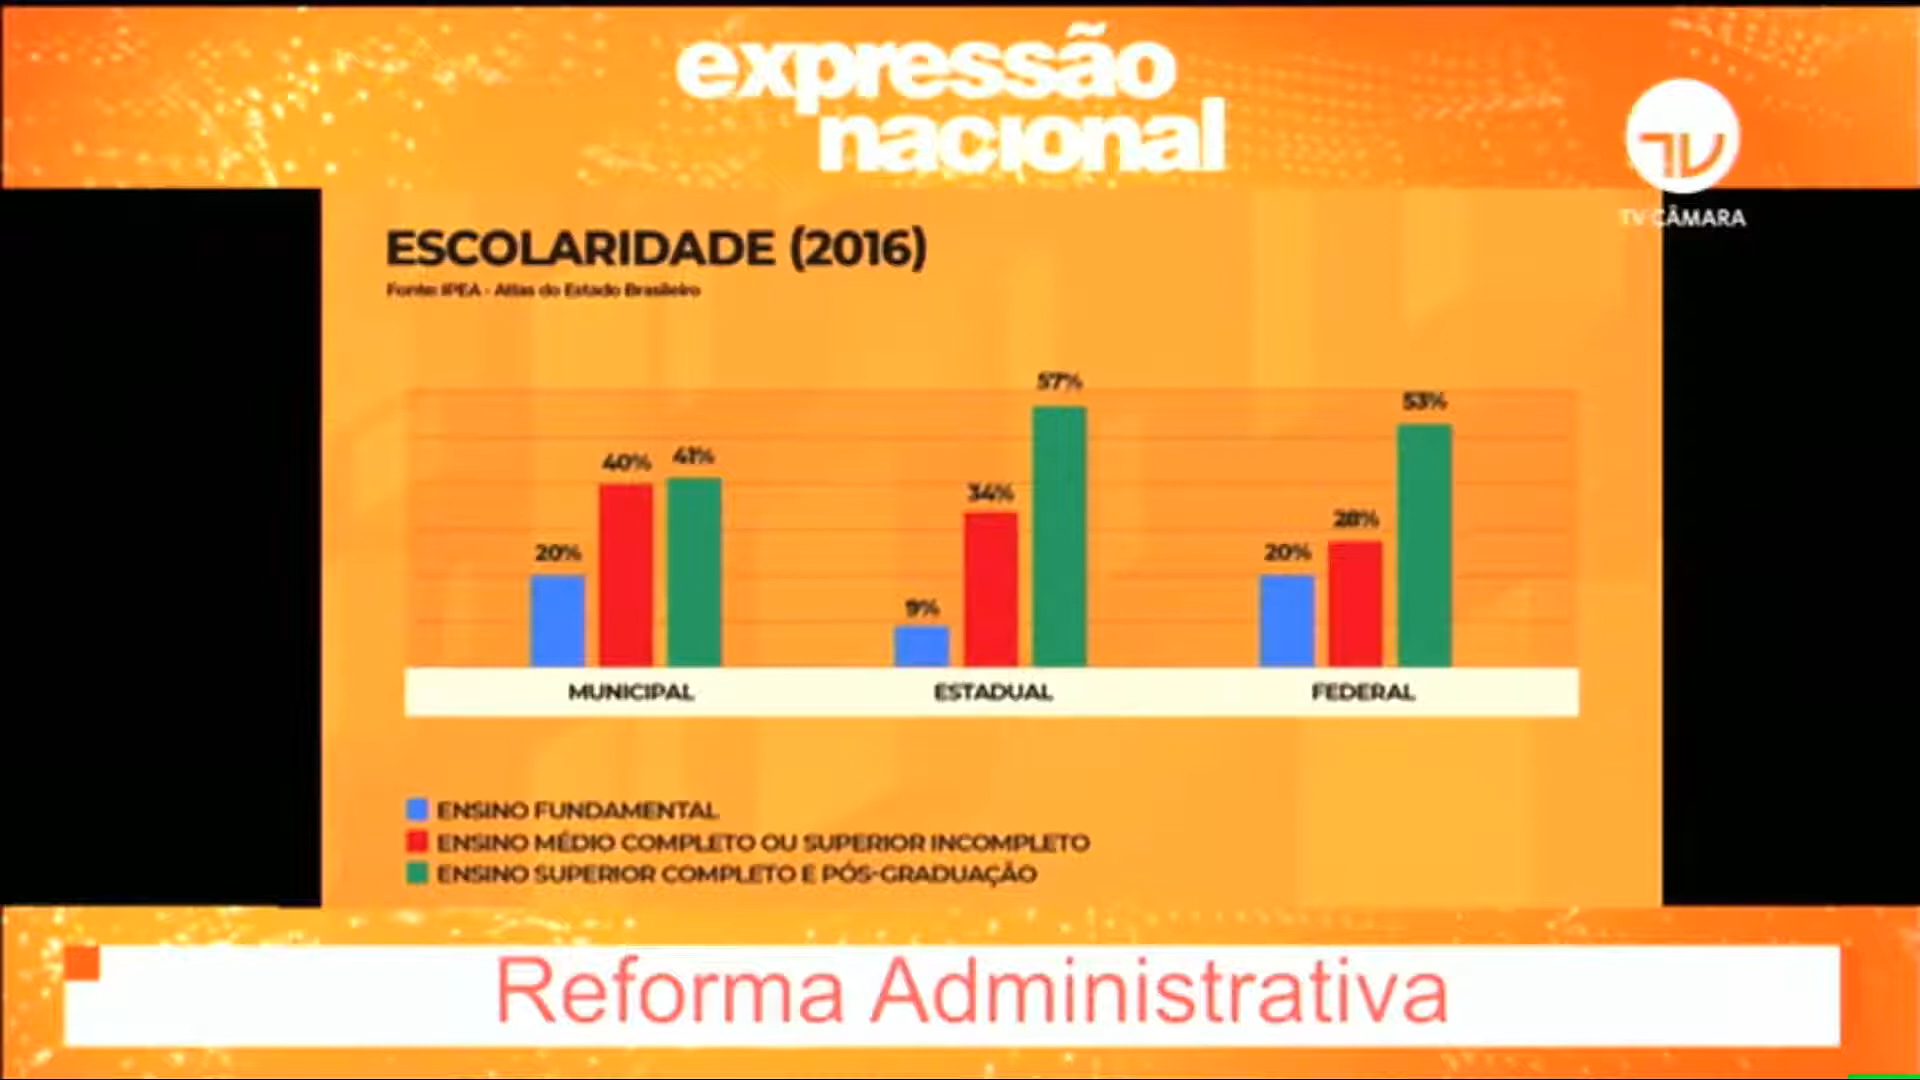 expressão
nacional
TV
TV CÂMARA
ESCOLARIDADE (2016)
Fonte: IPEA - Atlas do Estado Brasileiro
57%
53%
40% 41%
34%
28%
20%
20%
9%
MUNICIPAL ESTADUAL FEDERAL
ENSINO FUNDAMENTAL
ENSINO MÉDIO COMPLETO OU SUPERIOR INCOMPLETO
ENSINO SUPERIOR COMPLETO E PÓS-GRADUAÇÃO
Reforma Administrativa